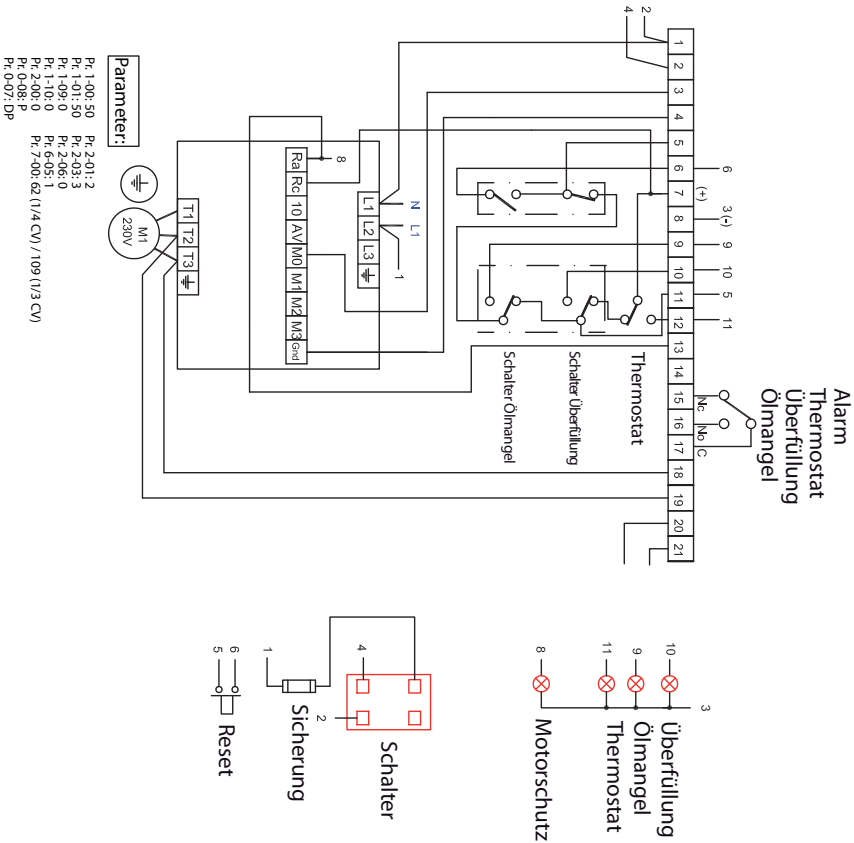 Alarm
Thermostat
Überfüllung
Ölmangel
2
4
1
2
3
4
5
6
7
8
9
10
11
12
13
14
15
16
17
18
19
20
21
6
(+)
3 (-)
9
10
5
11
Nc
No
C
Thermostat
Schalter Überfüllung
Schalter Ölmangel
N
L1
1
L1
L2
L3
8
Ra
Rc
10
AV
M0
M1
M2
M3
Gnd
T1
T2
T3
M1
230V
Parameter:
Pr. 1-00: 50
Pr. 1-01: 50
Pr. 1-09: 0
Pr. 1-10: 0
Pr. 2-00: 0
Pr. 0-08: P
Pr. 0-07: DP
Pr. 2-01: 2
Pr. 2-03: 3
Pr. 2-06: 0
Pr. 6-05: 1
Pr. 7-00: 62 (1/4 CV) / 109 (1/3 CV)
3
10
9
11
8
Überfüllung
Ölmangel
Thermostat
Motorschutz
4
2
Schalter
1
Sicherung
6
5
Reset